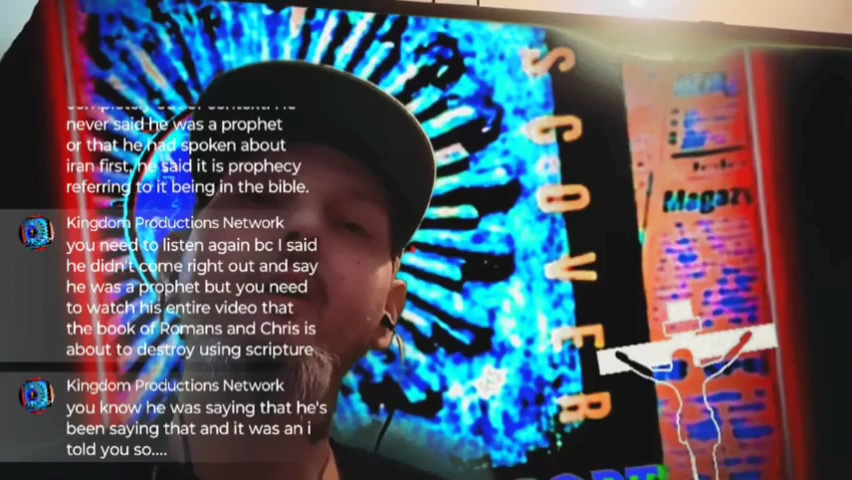 never said he was a prophet
or that he had spoken about
iran first, he said it is prophecy
referring to it being in the bible.
Kingdom Productions Network
you need to listen again bc I said
he didn't come right out and say
he was a prophet but you need
to watch his entire video that
the book of Romans and Chris is
about to destroy using scripture
Kingdom Productions Network
you know he was saying that he's
been saying that and it was an i
told you so....
SCOVER
Magazi